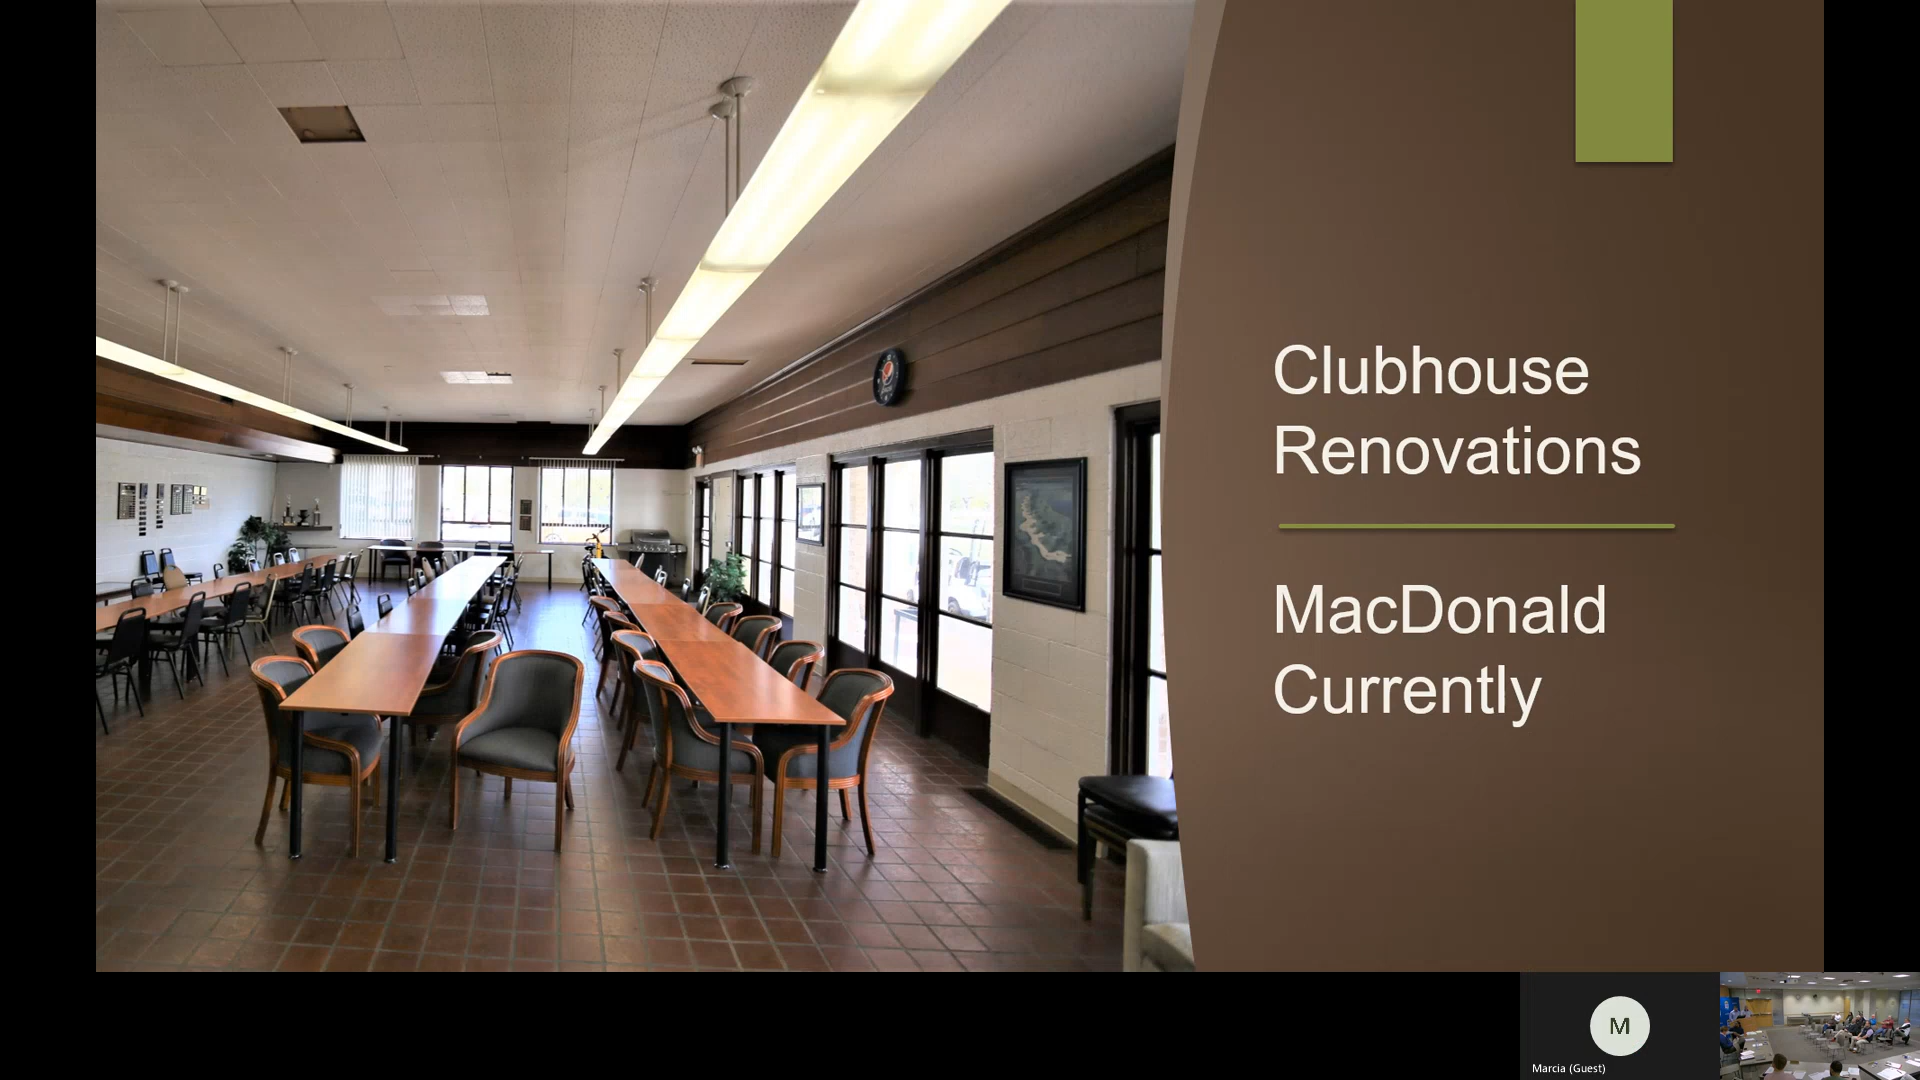 Clubhouse
Renovations
MacDonald
Currently
M
Marcia (Guest)